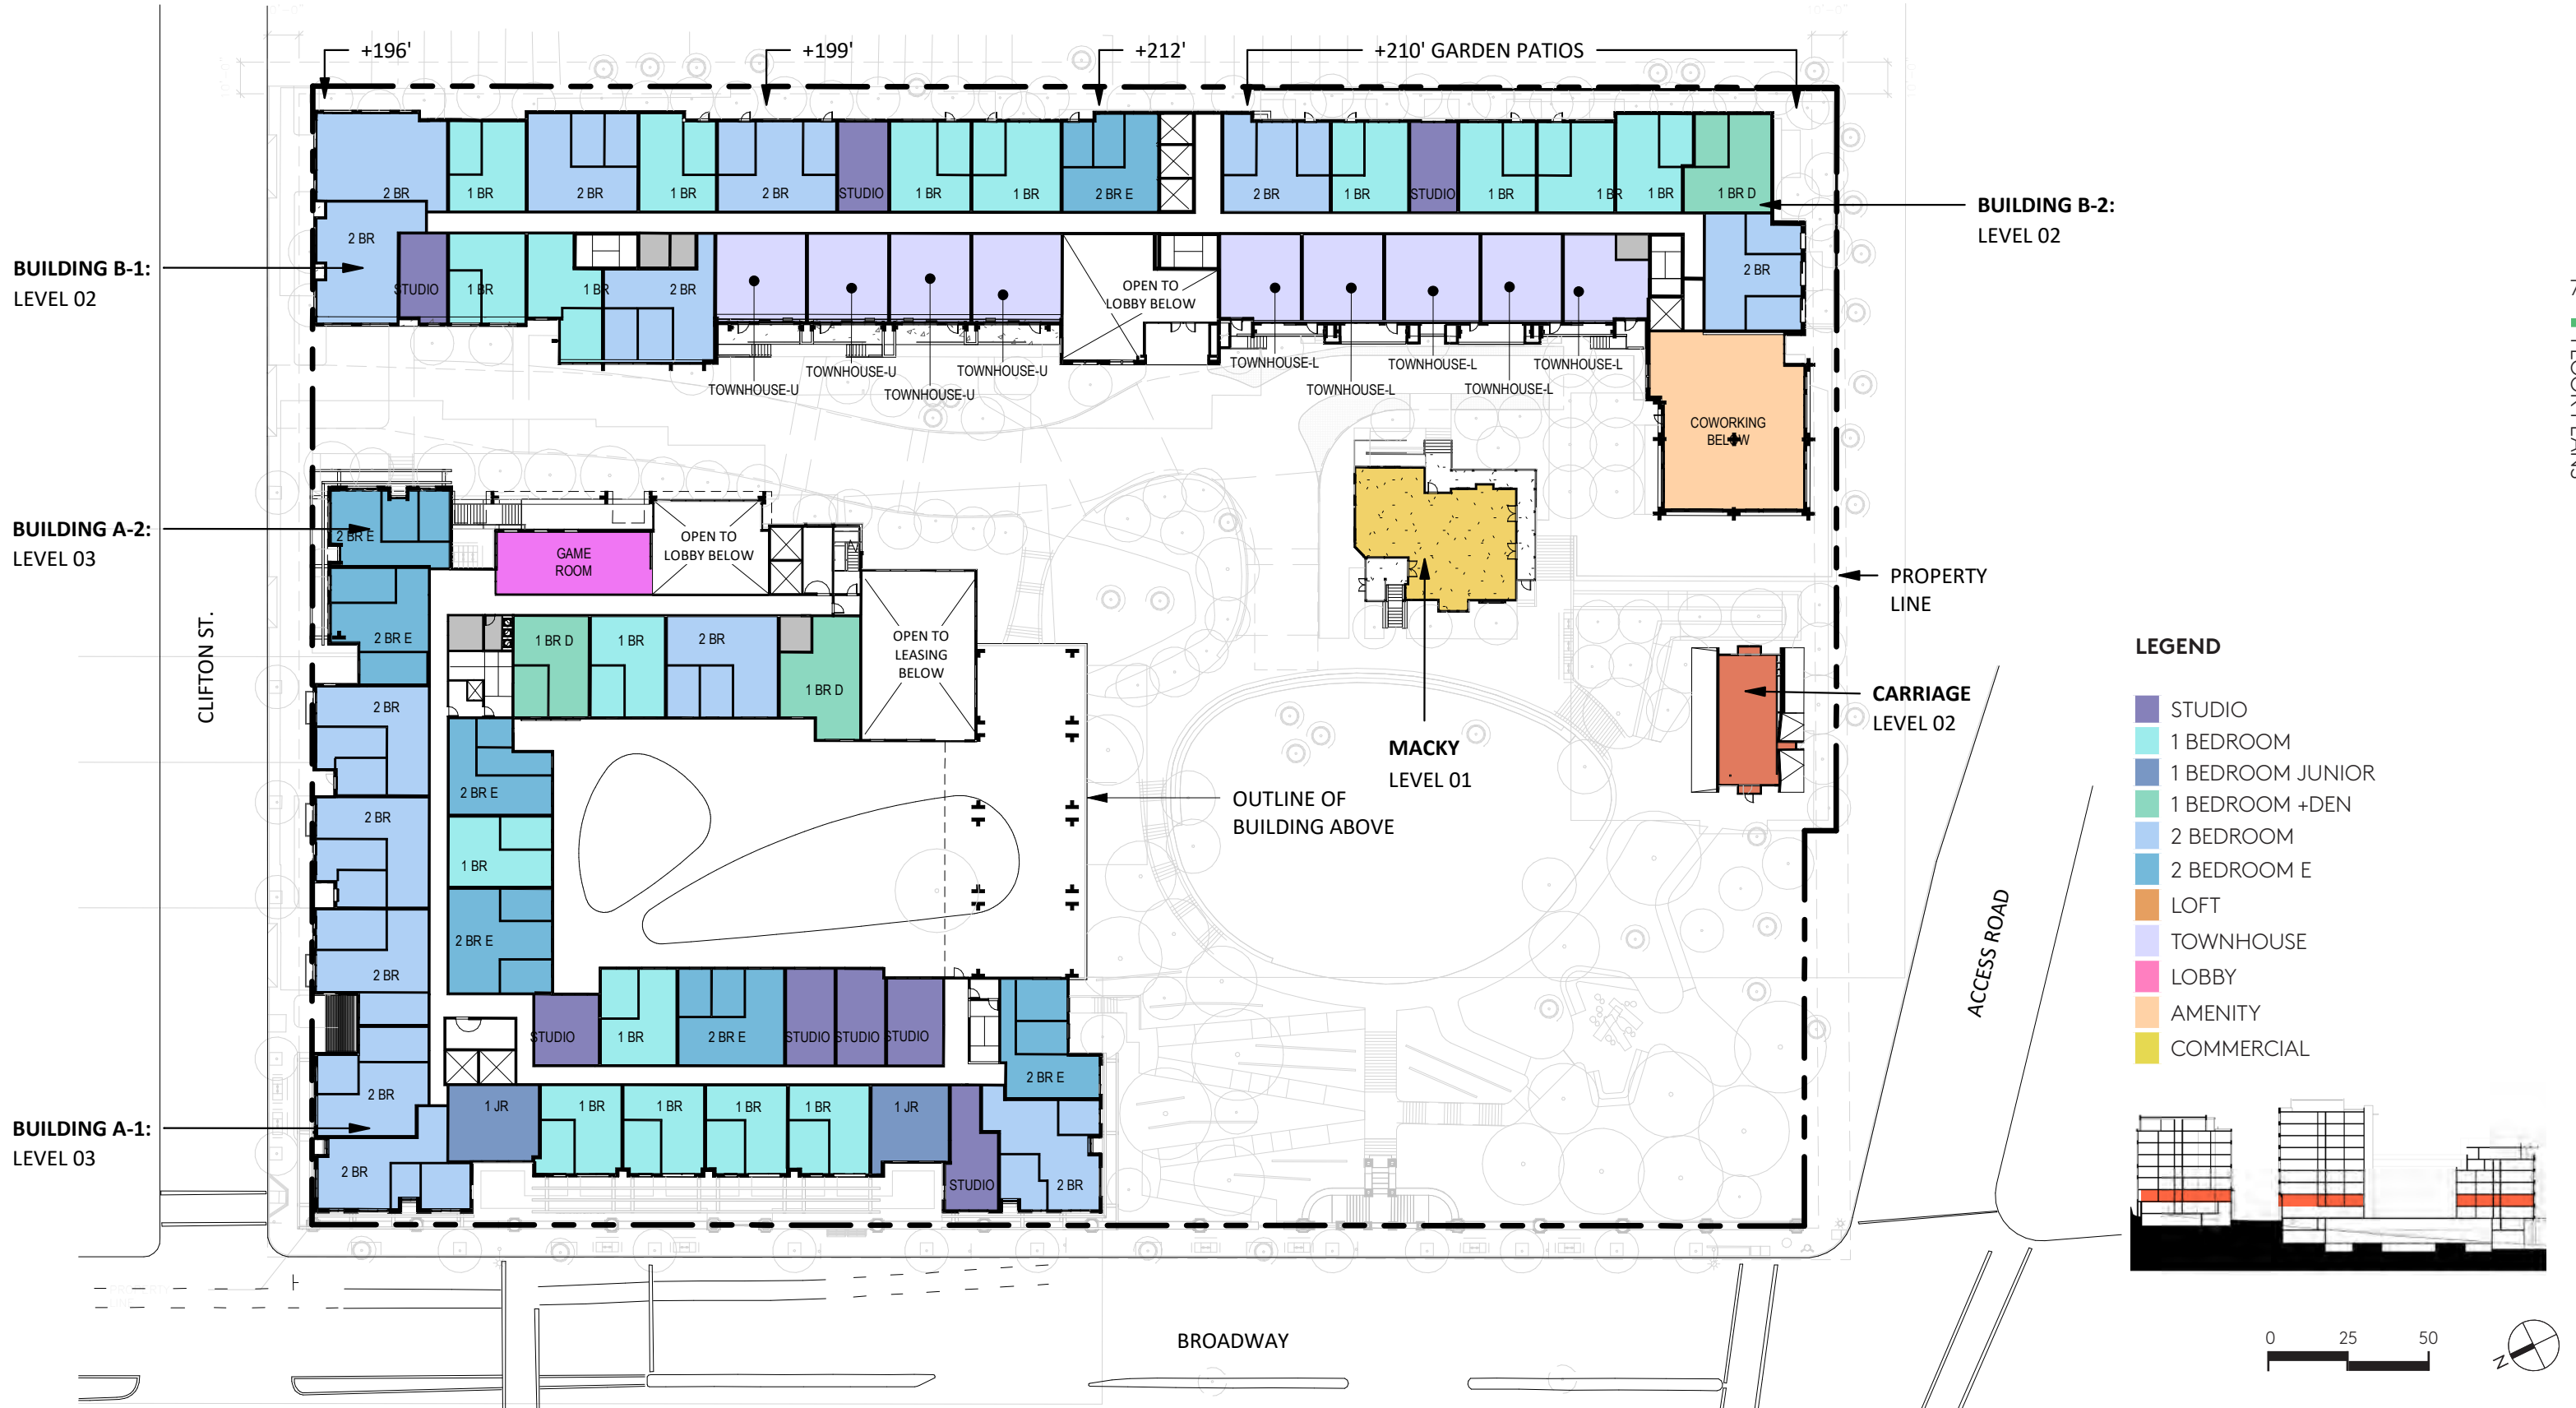 +196'
+199'
+212'
+210' GARDEN PATIOS
2 BR
1 BR
2 BR
1 BR
2 BR
STUDIO
1 BR
1 BR
2 BR E
2 BR
1 BR
STUDIO
1 BR
1 BR
1 BR
1 BR D
BUILDING B-2:
LEVEL 02
BUILDING B-1:
LEVEL 02
2 BR
STUDIO
1 BR
1 BR
2 BR
OPEN TO
LOBBY BELOW
2 BR
TOWNHOUSE-U
TOWNHOUSE-U
TOWNHOUSE-U
TOWNHOUSE-U
TOWNHOUSE-L
TOWNHOUSE-L
TOWNHOUSE-L
TOWNHOUSE-L
TOWNHOUSE-L
COWORKING
BELOW
FLOOR PLANS
BUILDING A-2:
LEVEL 03
2 BR E
GAME
ROOM
OPEN TO
LOBBY BELOW
PROPERTY
LINE
CLIFTON ST.
2 BR E
1 BR D
1 BR
2 BR
1 BR D
OPEN TO
LEASING
BELOW
CARRIAGE
LEVEL 02
MACKY
LEVEL 01
OUTLINE OF
BUILDING ABOVE
2 BR
2 BR E
2 BR
1 BR
2 BR E
2 BR
STUDIO
1 BR
2 BR E
STUDIO
STUDIO
STUDIO
2 BR E
ACCESS ROAD
2 BR
1 JR
1 BR
1 BR
1 BR
1 BR
1 JR
BUILDING A-1:
LEVEL 03
2 BR
STUDIO
2 BR
BROADWAY
LEGEND
STUDIO
1 BEDROOM
1 BEDROOM JUNIOR
1 BEDROOM +DEN
2 BEDROOM
2 BEDROOM E
LOFT
TOWNHOUSE
LOBBY
AMENITY
COMMERCIAL
0 25 50
N